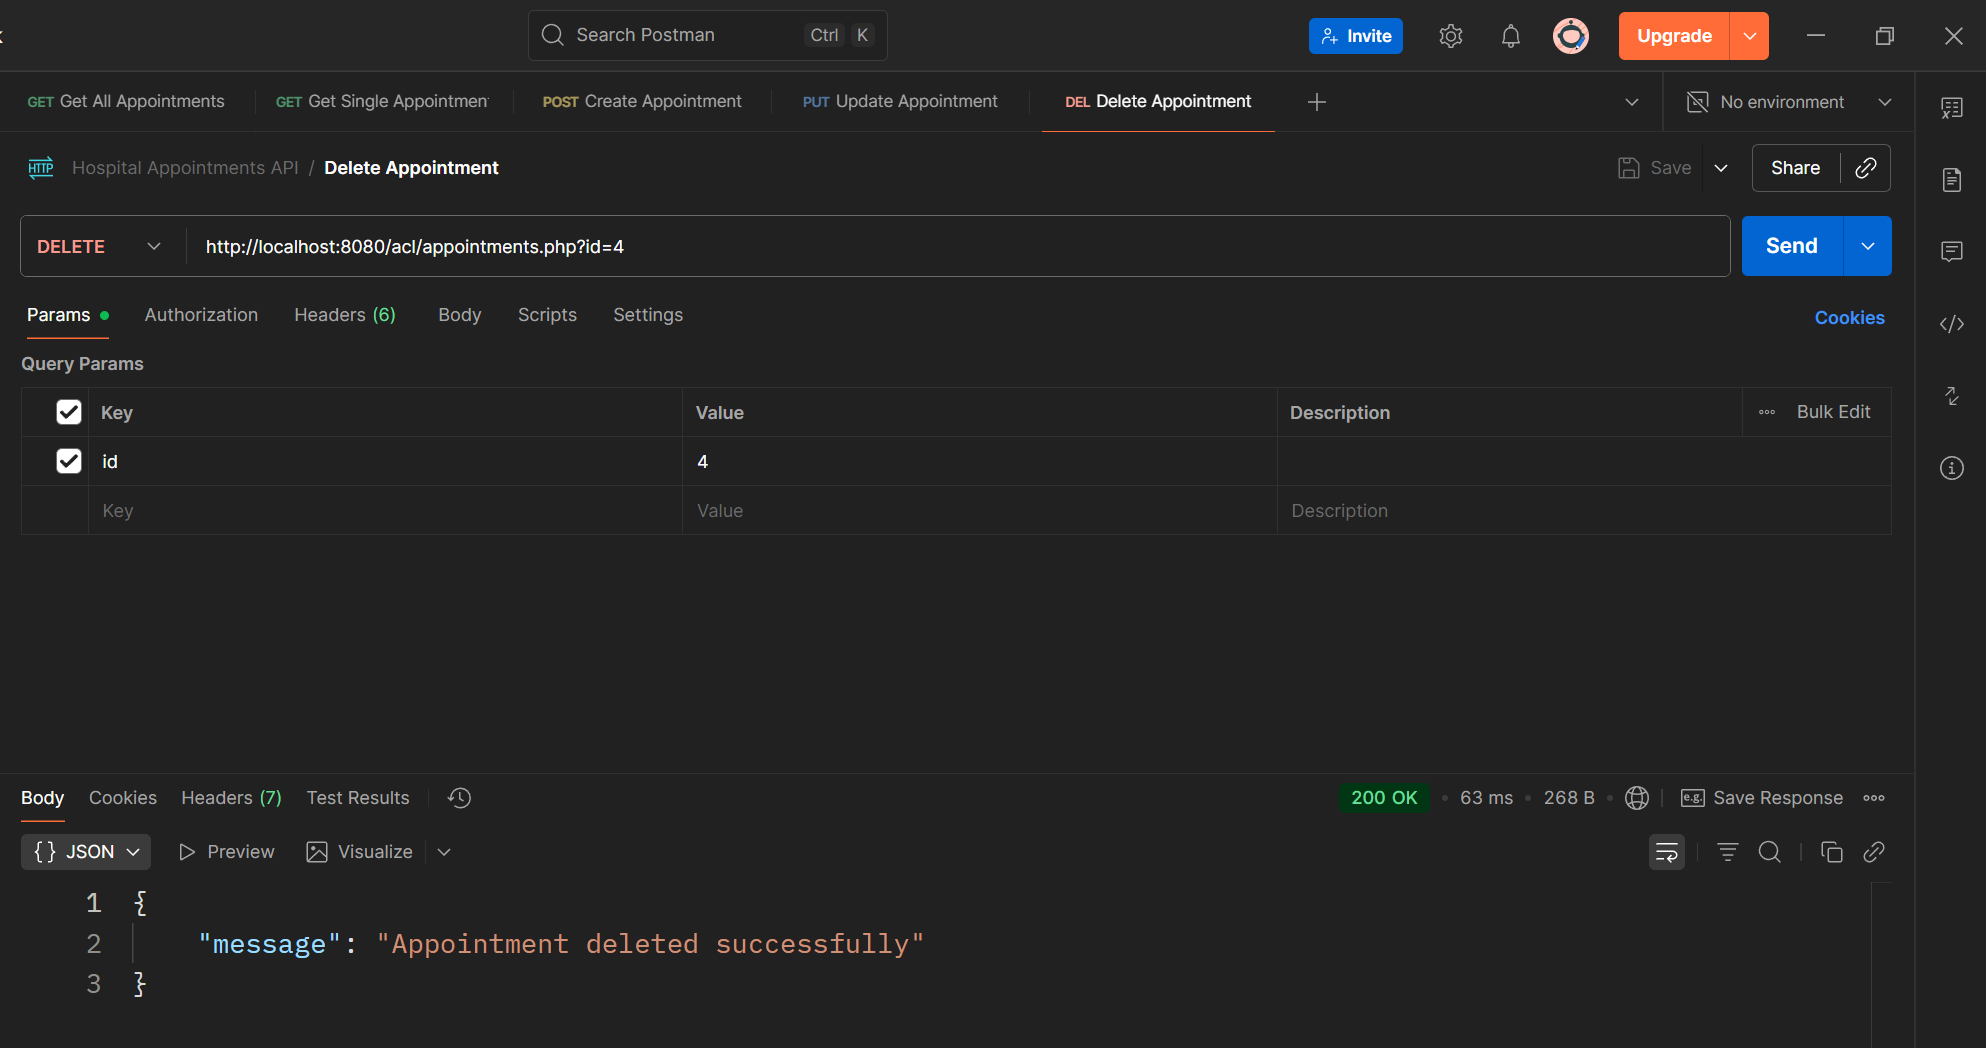 Search Postman Ctrl K Invite Upgrade
GET Get All Appointments GET Get Single Appointmen POST Create Appointment PUT Update Appointment DEL Delete Appointment No environment
HTTP Hospital Appointments API / Delete Appointment Save Share
DELETE http://localhost:8080/acl/appointments.php?id=4 Send
Params Authorization Headers (6) Body Scripts Settings Cookies
Query Params
Key Value Description Bulk Edit
id 4
Key Value Description
Body Cookies Headers (7) Test Results 200 OK 63 ms 268 B e.g. Save Response
{} JSON Preview Visualize
1 {
2 "message": "Appointment deleted successfully"
3 }